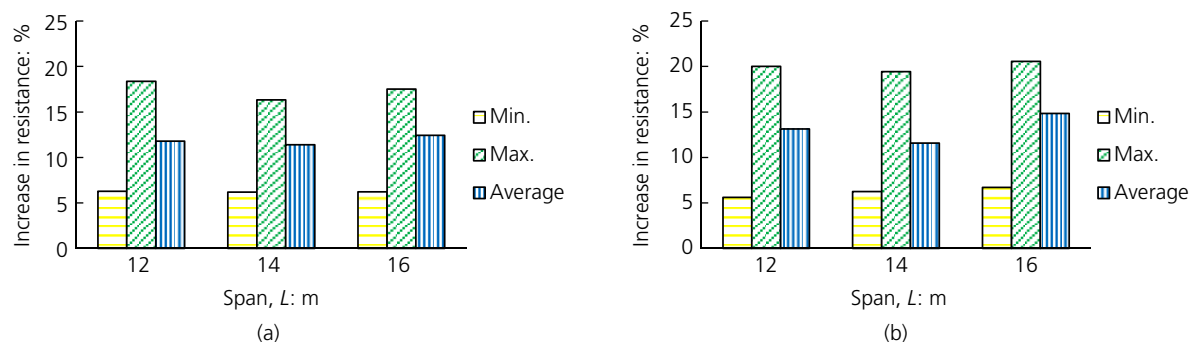 Increase in resistance: %
25
20
15
10
5
0
12 14 16
Span, L: m
(a)
Min.
Max.
Average
Increase in resistance: %
25
20
15
10
5
0
12 14 16
Span, L: m
(b)
Min.
Max.
Average